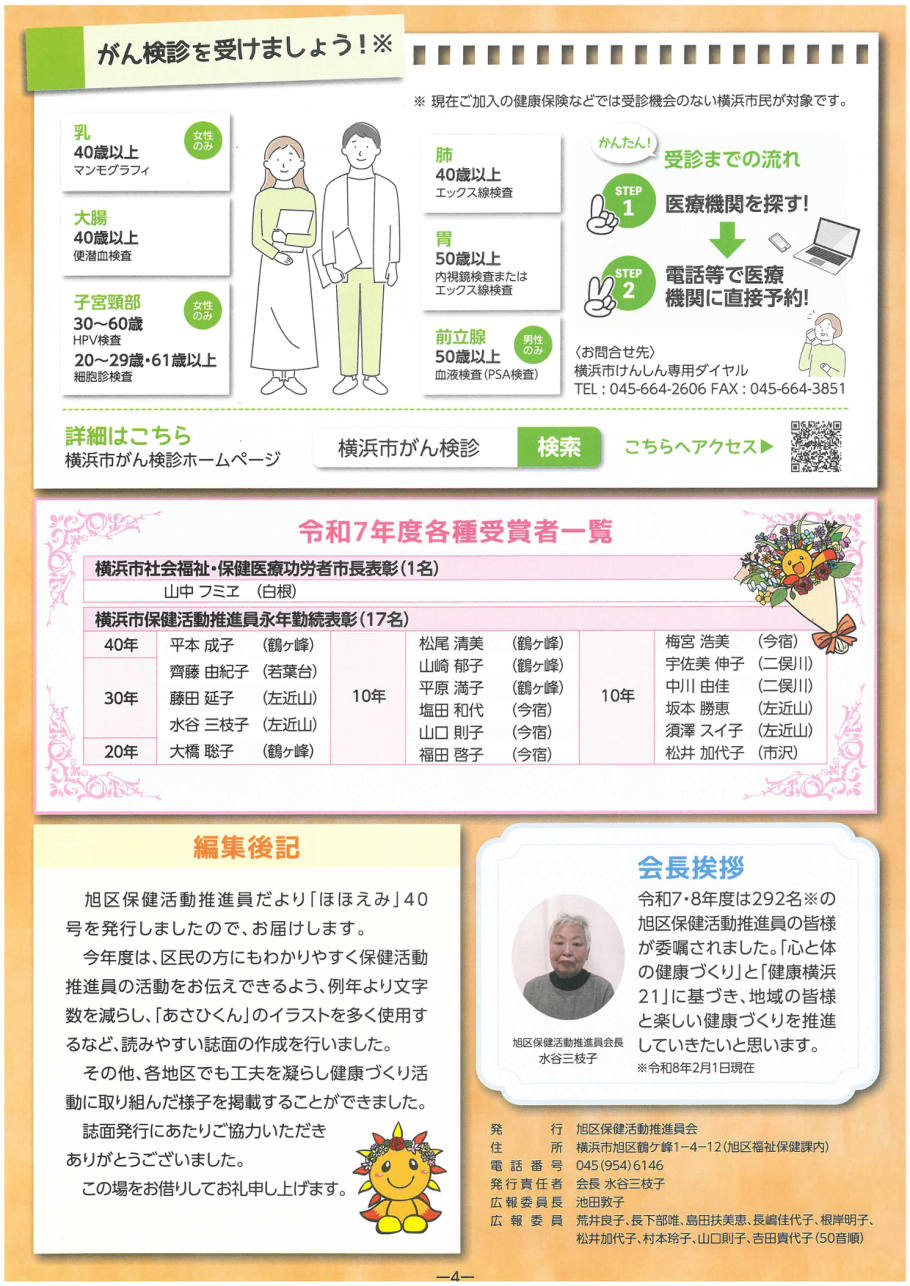 がん検診を受けましょう！※
※ 現在ご加入の健康保険などでは受診機会のない横浜市民が対象です。
乳
女性のみ
40歳以上
マンモグラフィ
大腸
40歳以上
便潜血検査
子宮頸部
女性のみ
30〜60歳
HPV検査
20〜29歳・61歳以上
細胞診検査
肺
40歳以上
エックス線検査
胃
50歳以上
内視鏡検査または
エックス線検査
前立腺
男性のみ
50歳以上
血液検査（PSA検査）
かんたん！
受診までの流れ
STEP 1
医療機関を探す！
STEP 2
電話等で医療
機関に直接予約！
〈お問合せ先〉
横浜市けんしん専用ダイヤル
TEL：045-664-2606 FAX：045-664-3851
詳細はこちら
横浜市がん検診ホームページ
横浜市がん検診 検索
こちらへアクセス▶
令和7年度各種受賞者一覧
横浜市社会福祉・保健医療功労者市長表彰（1名）
山中 フミヱ （白根）
横浜市保健活動推進員永年勤続表彰（17名）
40年
平本 成子 （鶴ヶ峰）
30年
齊藤 由紀子 （若葉台）
藤田 延子 （左近山）
水谷 三枝子 （左近山）
20年
大橋 聡子 （鶴ヶ峰）
10年
松尾 清美 （鶴ヶ峰）
山崎 郁子 （鶴ヶ峰）
平原 満子 （鶴ヶ峰）
塩田 和代 （今宿）
山口 則子 （今宿）
福田 啓子 （今宿）
10年
梅宮 浩美 （今宿）
宇佐美 伸子 （二俣川）
中川 由佳 （二俣川）
坂本 勝恵 （左近山）
須澤 スイ子 （左近山）
松井 加代子 （市沢）
編集後記
旭区保健活動推進員だより「ほほえみ」40
号を発行しましたので、お届けします。
今年度は、区民の方にもわかりやすく保健活動
推進員の活動をお伝えできるよう、例年より文字
数を減らし、「あさひくん」のイラストを多く使用す
るなど、読みやすい誌面の作成を行いました。
その他、各地区でも工夫を凝らし健康づくり活
動に取り組んだ様子を掲載することができました。
誌面発行にあたりご協力いただき
ありがとうございました。
この場をお借りしてお礼申し上げます。
会長挨拶
令和7・8年度は292名※の
旭区保健活動推進員の皆様
が委嘱されました。「心と体
の健康づくり」と「健康横浜
21」に基づき、地域の皆様
と楽しい健康づくりを推進
していきたいと思います。
※令和8年2月1日現在
旭区保健活動推進員会長
水谷三枝子
発行 旭区保健活動推進員会
住所 横浜市旭区鶴ケ峰1−4−12（旭区福祉保健課内）
電話番号 045（954）6146
発行責任者 会長 水谷三枝子
広報委員長 池田敦子
広報委員 荒井良子、長下部唯、島田扶美恵、長嶋佳代子、根岸明子、
松井加代子、村本玲子、山口則子、吉田貴代子（50音順）
—4—